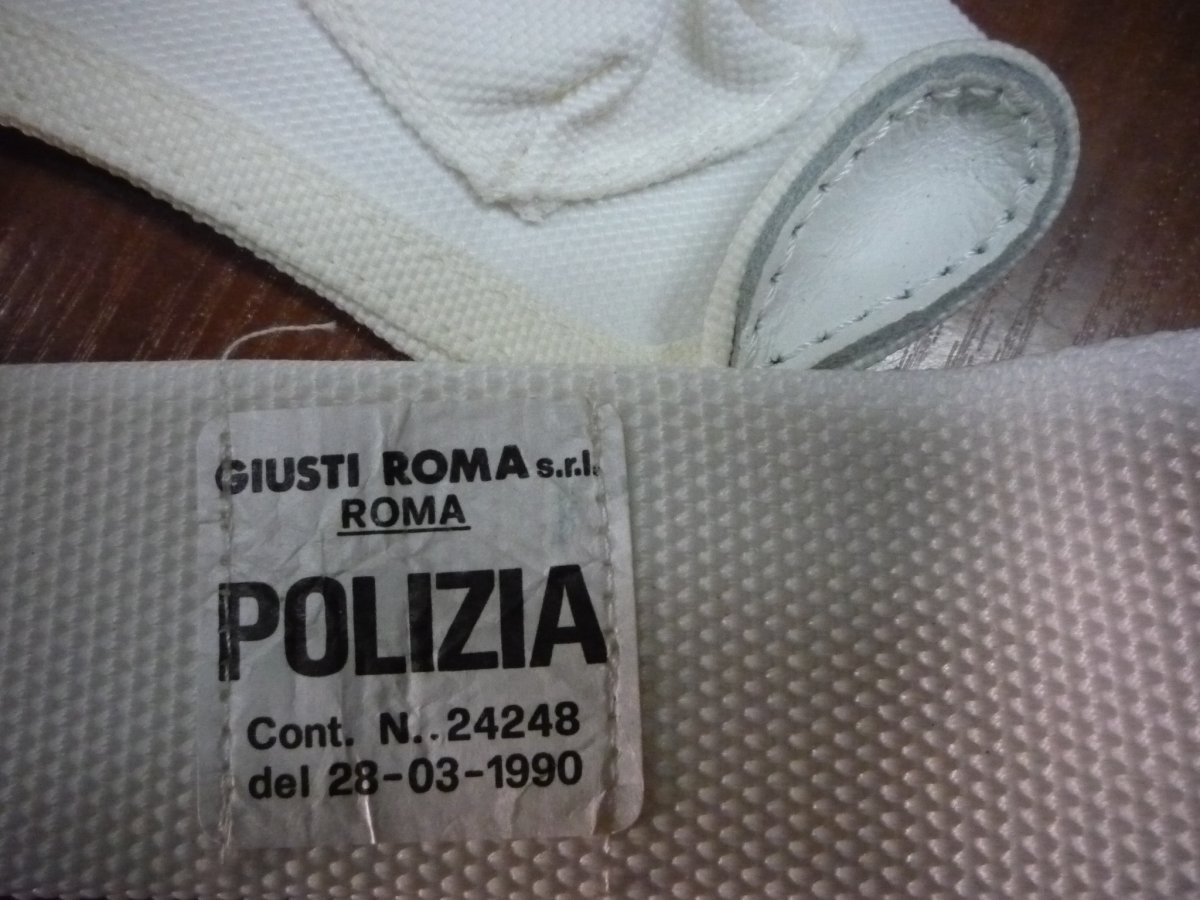 GIUSTI ROMA s.r.l.
ROMA
POLIZIA
Cont. N.. 24248
del 28-03-1990